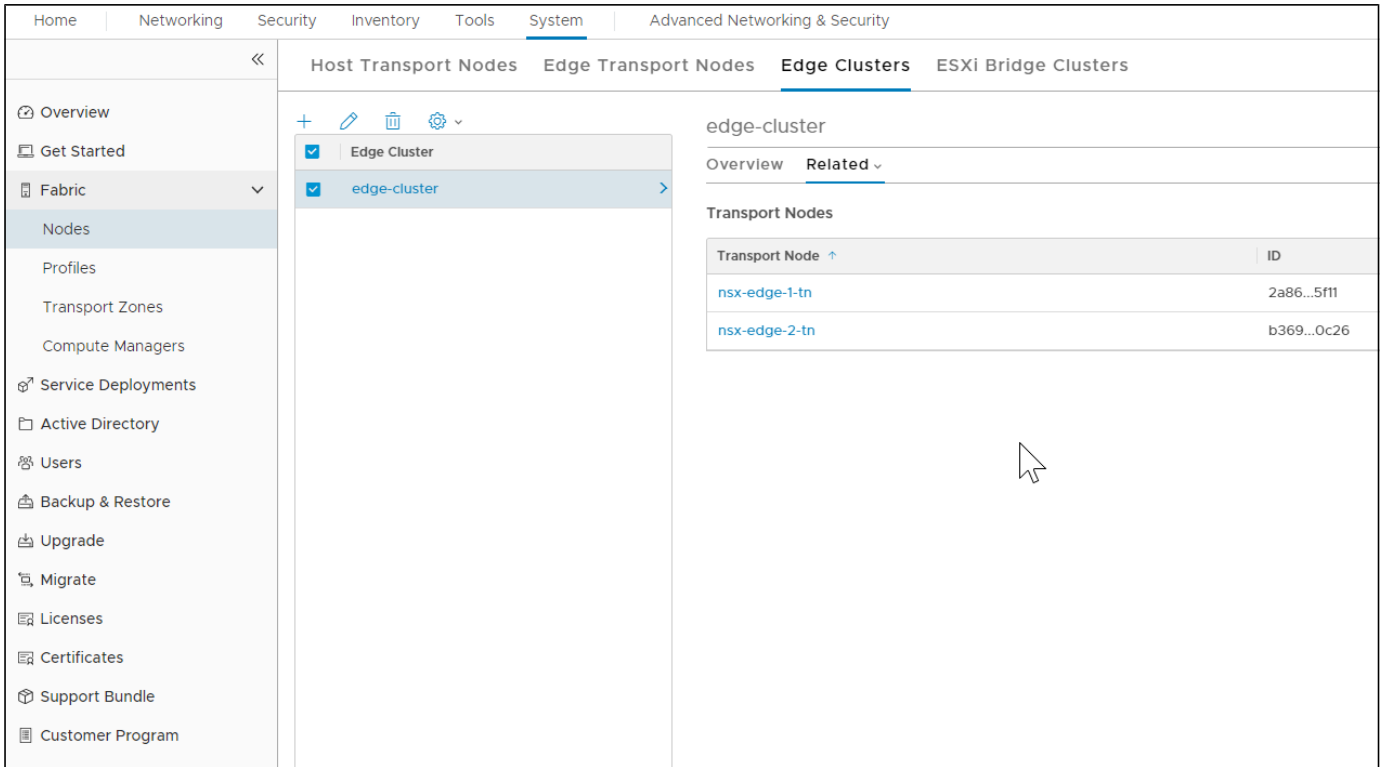 Home Networking Security Inventory Tools System Advanced Networking & Security
Host Transport Nodes Edge Transport Nodes Edge Clusters ESXi Bridge Clusters
Overview
Get Started
Fabric
Nodes
Profiles
Transport Zones
Compute Managers
Service Deployments
Active Directory
Users
Backup & Restore
Upgrade
Migrate
Licenses
Certificates
Support Bundle
Customer Program
Edge Cluster
edge-cluster
edge-cluster
Overview Related
Transport Nodes
Transport Node ID
nsx-edge-1-tn 2a86...5f11
nsx-edge-2-tn b369...0c26